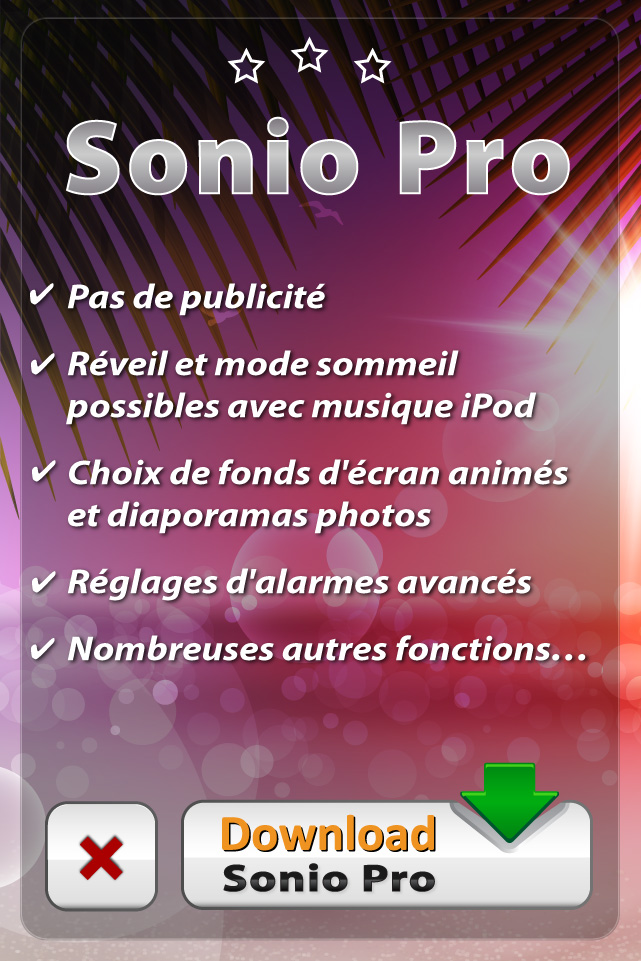 Sonio Pro
✓ Pas de publicité
✓ Réveil et mode sommeil
possibles avec musique iPod
✓ Choix de fonds d'écran animés
et diaporamas photos
✓ Réglages d'alarmes avancés
✓ Nombreuses autres fonctions...
Download
Sonio Pro